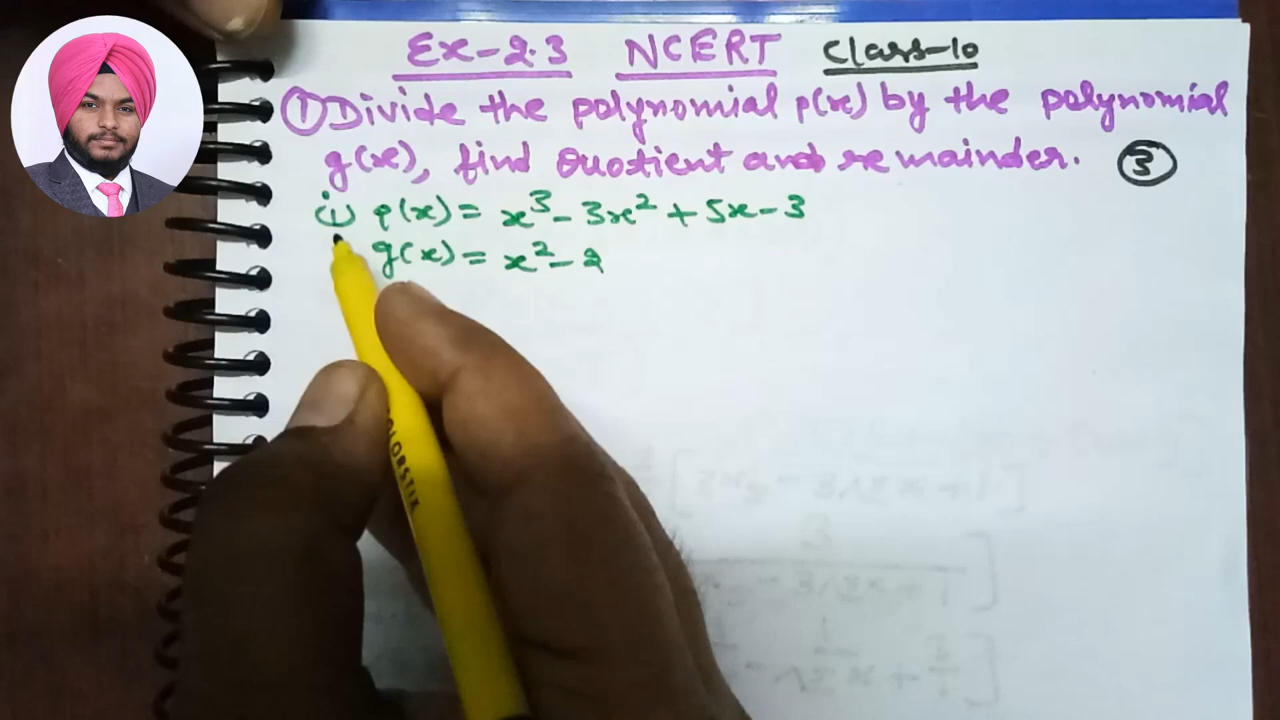 Ex-2.3 NCERT Class-10
① Divide the polynomial p(x) by the polynomial
g(x), find quotient and remainder. ③
(i) p(x) = x³ - 3x² + 5x - 3
g(x) = x² - 2
COLORSTIX